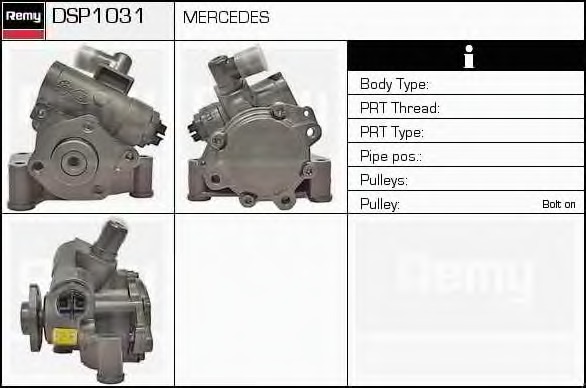 Remy DSP1031 MERCEDES
i
Body Type:
PRT Thread:
PRT Type:
Pipe pos.:
Pulleys:
Pulley: Bolt on
Remy